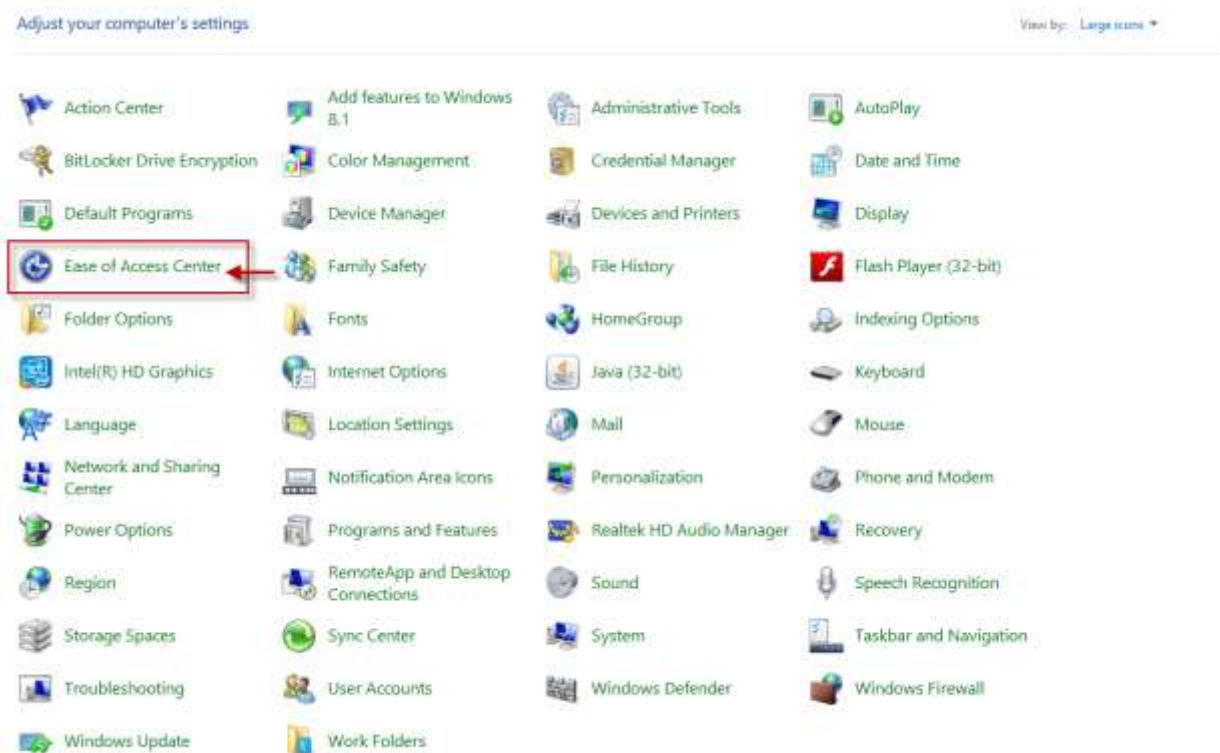 Adjust your computer's settings
View by: Large icons
Action Center
Add features to Windows
8.1
Administrative Tools
AutoPlay
BitLocker Drive Encryption
Color Management
Credential Manager
Date and Time
Default Programs
Device Manager
Devices and Printers
Display
Ease of Access Center
Family Safety
File History
Flash Player (32-bit)
Folder Options
Fonts
HomeGroup
Indexing Options
Intel(R) HD Graphics
Internet Options
Java (32-bit)
Keyboard
Language
Location Settings
Mail
Mouse
Network and Sharing
Center
Notification Area Icons
Personalization
Phone and Modem
Power Options
Programs and Features
Realtek HD Audio Manager
Recovery
Region
RemoteApp and Desktop
Connections
Sound
Speech Recognition
Storage Spaces
Sync Center
System
Taskbar and Navigation
Troubleshooting
User Accounts
Windows Defender
Windows Firewall
Windows Update
Work Folders